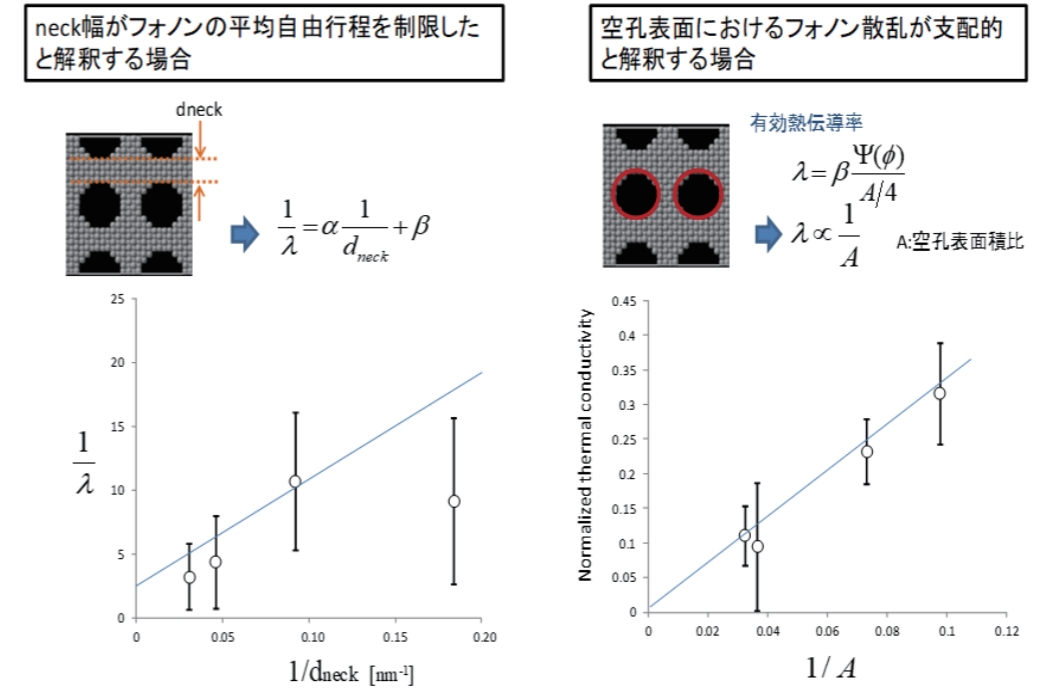 neck幅がフォノンの平均自由行程を制限した
と解釈する場合
dneck
1/λ = α 1/d_neck + β
25
20
15
10
5
0
1/λ
0
0.05
0.10
0.15
0.20
1/dneck [nm⁻¹]
空孔表面におけるフォノン散乱が支配的
と解釈する場合
有効熱伝導率
λ = β Ψ(φ)/(A/4)
λ ∝ 1/A
A:空孔表面積比
Normalized thermal conductivity
0.45
0.4
0.35
0.3
0.25
0.2
0.15
0.1
0.05
0
0
0.02
0.04
0.06
0.08
0.1
0.12
1/A